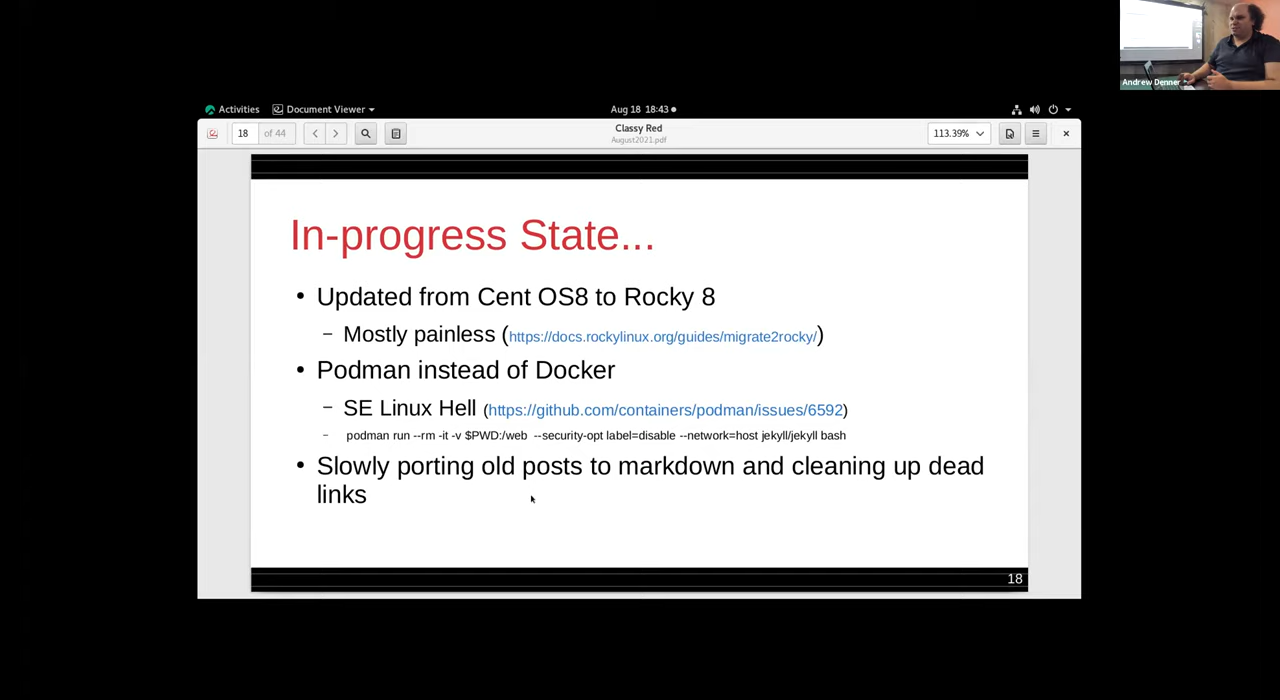 Andrew Denner
Activities
Document Viewer
Aug 18 18:43
18 of 44
Classy Red
August2021.pdf
113.39%
In-progress State...
• Updated from Cent OS8 to Rocky 8
– Mostly painless (https://docs.rockylinux.org/guides/migrate2rocky/)
• Podman instead of Docker
– SE Linux Hell (https://github.com/containers/podman/issues/6592)
– podman run --rm -it -v $PWD:/web --security-opt label=disable --network=host jekyll/jekyll bash
• Slowly porting old posts to markdown and cleaning up dead
links
18